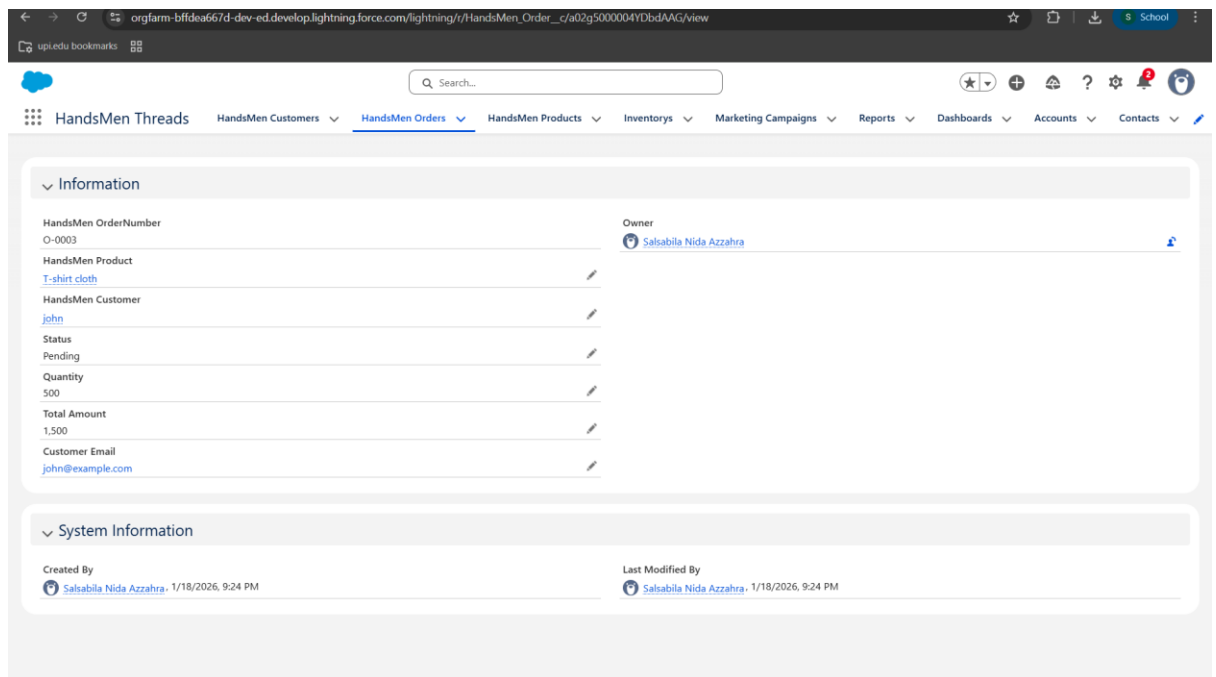 orgfarm-bffdea667d-dev-ed.develop.lightning.force.com/lightning/r/HandsMen_Order__c/a02g5000004YDbdAAG/view
S School
upi.edu bookmarks
Search...
2
HandsMen Threads HandsMen Customers HandsMen Orders HandsMen Products Inventorys Marketing Campaigns Reports Dashboards Accounts Contacts
Information
HandsMen OrderNumber
O-0003
HandsMen Product
T-shirt cloth
HandsMen Customer
john
Status
Pending
Quantity
500
Total Amount
1,500
Customer Email
john@example.com
Owner
Salsabila Nida Azzahra
System Information
Created By
Salsabila Nida Azzahra, 1/18/2026, 9:24 PM
Last Modified By
Salsabila Nida Azzahra, 1/18/2026, 9:24 PM